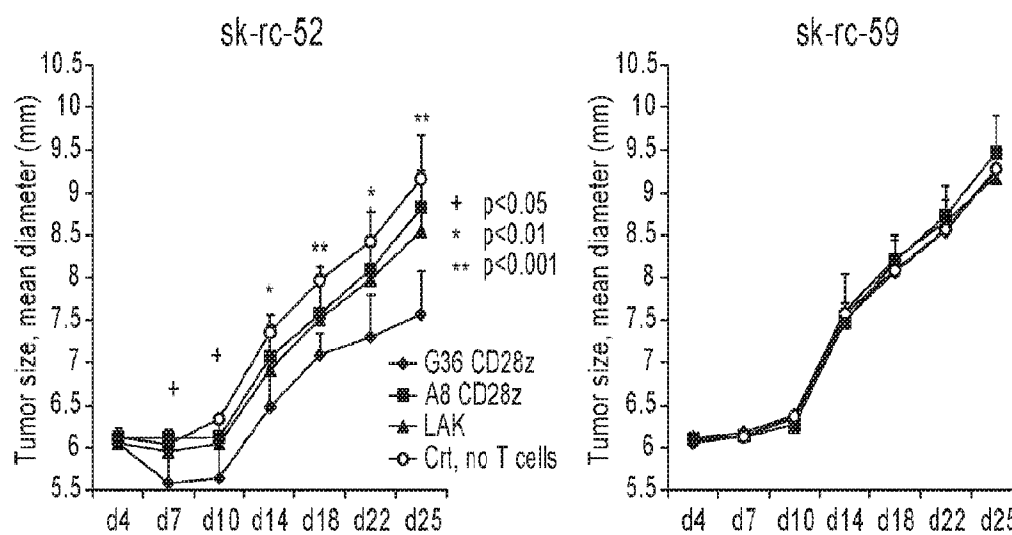 sk-rc-52
Tumor size, mean diameter (mm)
10.5
10
9.5
9
8.5
8
7.5
7
6.5
6
5.5
d4 d7 d10 d14 d18 d22 d25
+ + * ** * **
+ p<0.05
* p<0.01
** p<0.001
G36 CD28z
A8 CD28z
LAK
Crt, no T cells
sk-rc-59
Tumor size, mean diameter (mm)
10.5
10
9.5
9
8.5
8
7.5
7
6.5
6
5.5
d4 d7 d10 d14 d18 d22 d25